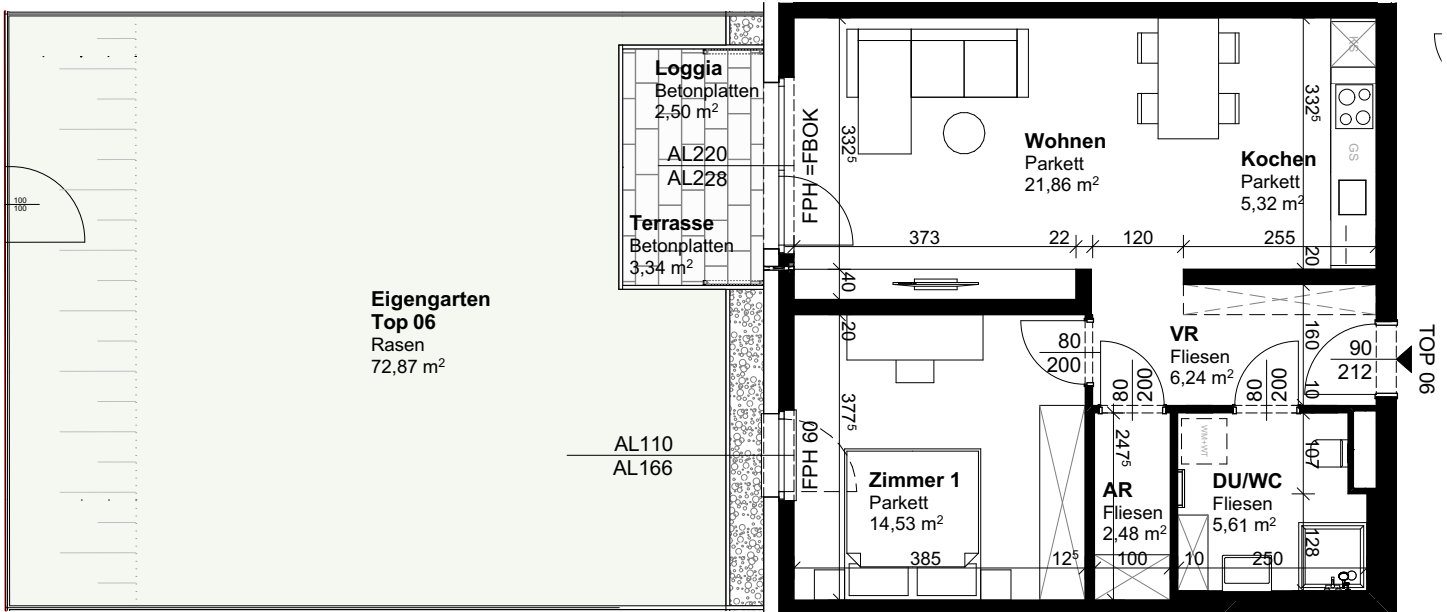 Loggia
Betonplatten
2,50 m²
AL220
AL228
Terrasse
Betonplatten
3,34 m²
Eigengarten
Top 06
Rasen
72,87 m²
100
100
AL110
AL166
FPH =FBOK
FPH 60
332⁵
Wohnen
Parkett
21,86 m²
Kochen
Parkett
5,32 m²
332⁵
K/S
GS
373
22
120
255
20
40
20
377⁵
80
200
VR
Fliesen
6,24 m²
160
10
90
212
TOP 06
80
200
80
200
247⁵
WM+WT
107
Zimmer 1
Parkett
14,53 m²
AR
Fliesen
2,48 m²
DU/WC
Fliesen
5,61 m²
128
385
12⁵
100
10
250